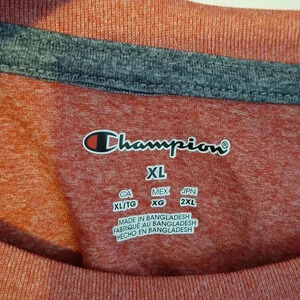 Champion®
XL
CA MEX JPN
XL/TG XG 2XL
MADE IN BANGLADESH
FABRIQUÉ AU BANGLADESH
HECHO EN BANGLADESH